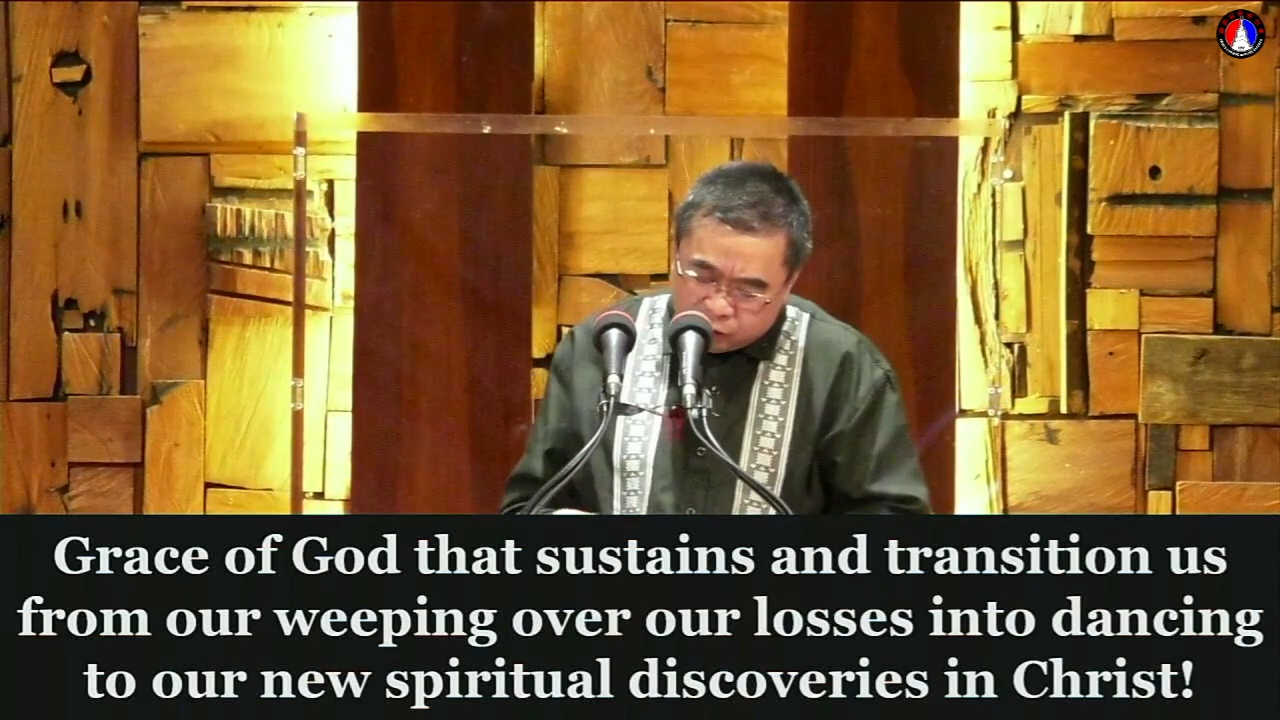 Grace of God that sustains and transition us
from our weeping over our losses into dancing
to our new spiritual discoveries in Christ!